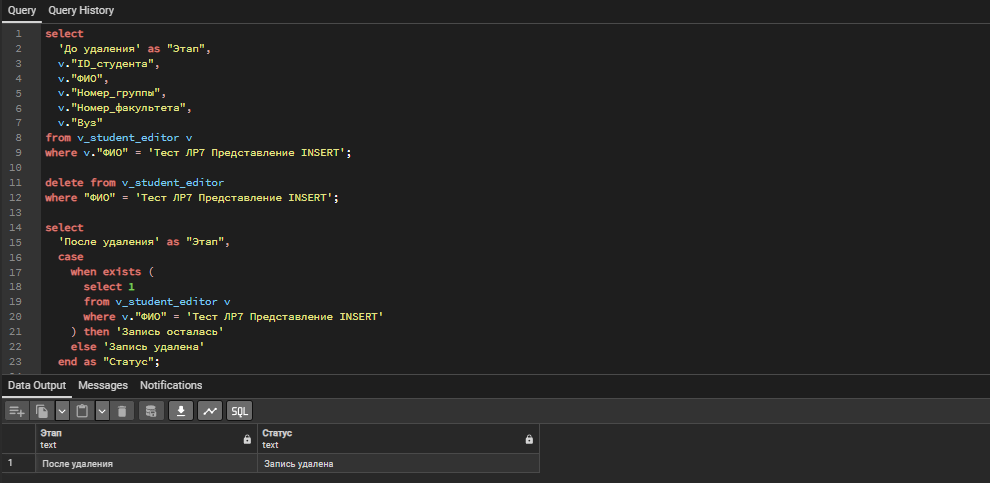 Query Query History
1 select
2 'До удаления' as "Этап",
3 v."ID_студента",
4 v."ФИО",
5 v."Номер_группы",
6 v."Номер_факультета",
7 v."Вуз"
8 from v_student_editor v
9 where v."ФИО" = 'Тест ЛР7 Представление INSERT';
10
11 delete from v_student_editor
12 where "ФИО" = 'Тест ЛР7 Представление INSERT';
13
14 select
15 'После удаления' as "Этап",
16 case
17 when exists (
18 select 1
19 from v_student_editor v
20 where v."ФИО" = 'Тест ЛР7 Представление INSERT'
21 ) then 'Запись осталась'
22 else 'Запись удалена'
23 end as "Статус";
Data Output Messages Notifications
SQL
Этап Статус
text text
1 После удаления Запись удалена